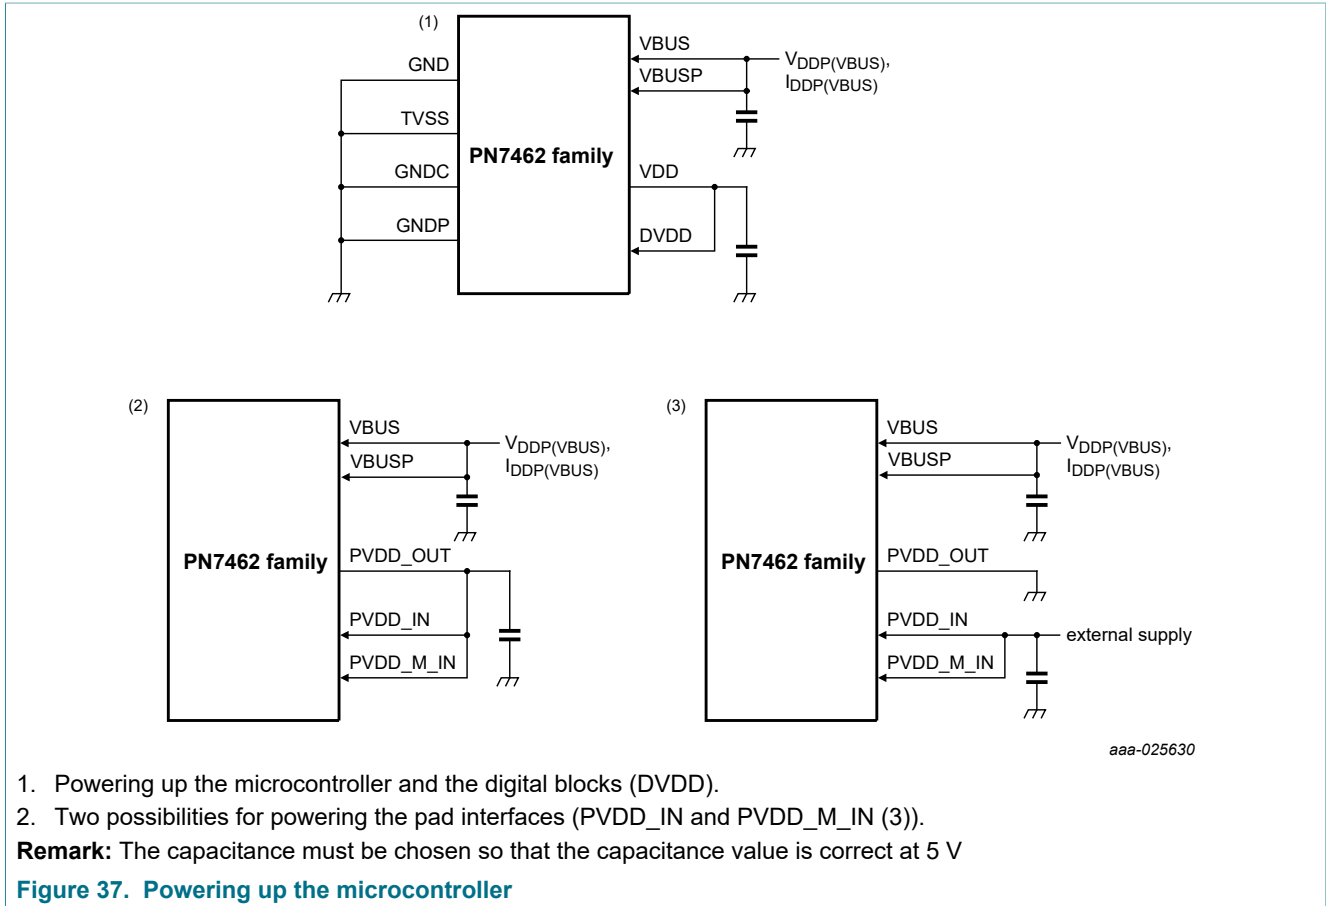 (1)
GND
TVSS
GNDC
GNDP
PN7462 family
VBUS
VBUSP
VDD
DVDD
VDDP(VBUS),
IDDP(VBUS)
(2)
PN7462 family
VBUS
VBUSP
PVDD_OUT
PVDD_IN
PVDD_M_IN
VDDP(VBUS),
IDDP(VBUS)
(3)
PN7462 family
VBUS
VBUSP
PVDD_OUT
PVDD_IN
PVDD_M_IN
VDDP(VBUS),
IDDP(VBUS)
external supply
aaa-025630
1. Powering up the microcontroller and the digital blocks (DVDD).
2. Two possibilities for powering the pad interfaces (PVDD_IN and PVDD_M_IN (3)).
Remark: The capacitance must be chosen so that the capacitance value is correct at 5 V
Figure 37. Powering up the microcontroller